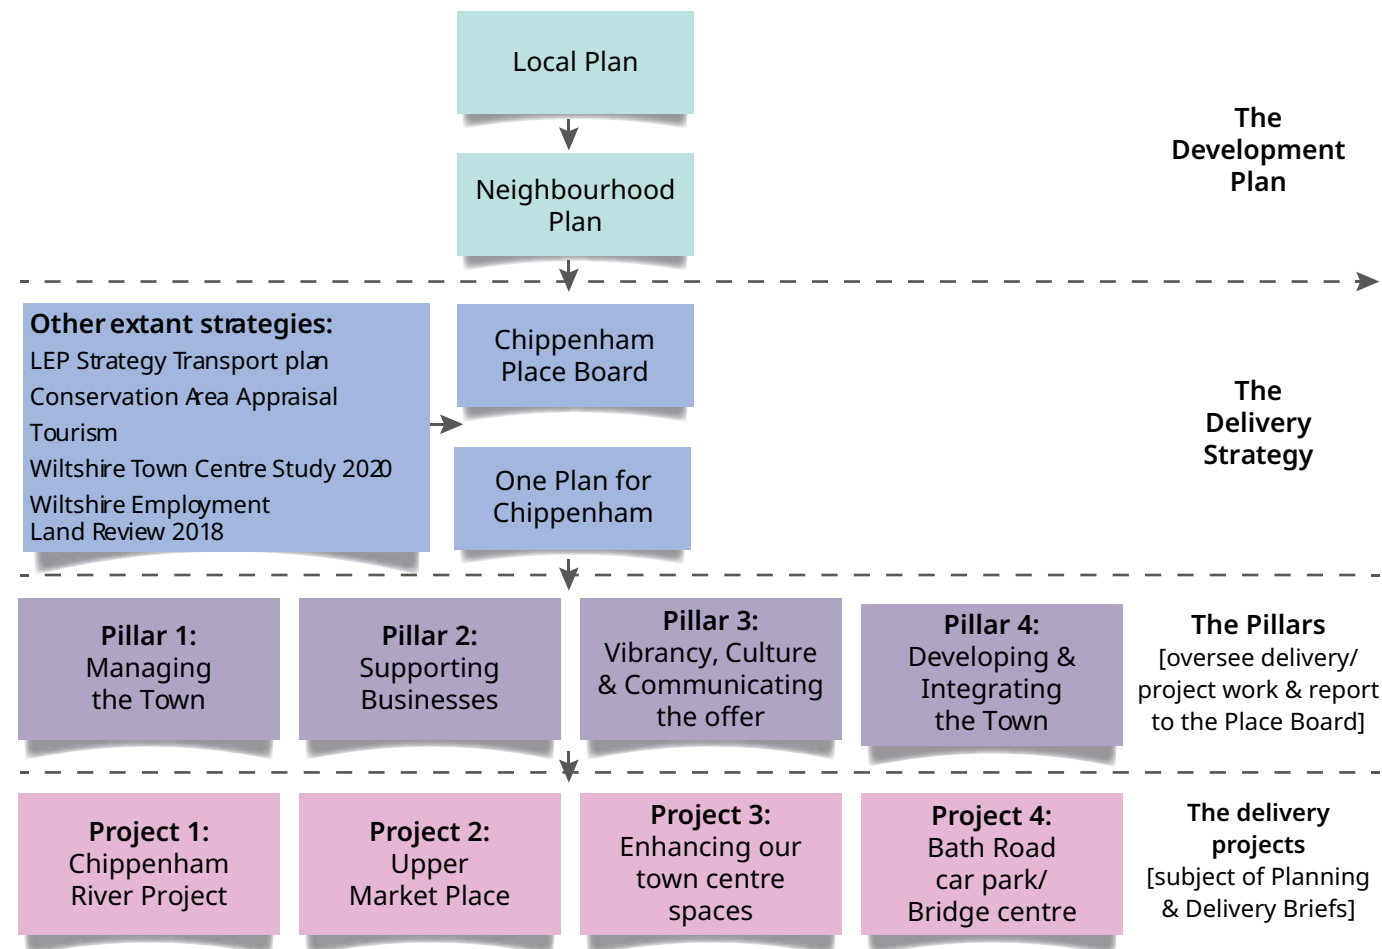 Local Plan
The
Development
Plan
Neighbourhood
Plan
Other extant strategies:
LEP Strategy Transport plan
Conservation Area Appraisal
Tourism
Wiltshire Town Centre Study 2020
Wiltshire Employment
Land Review 2018
Chippenham
Place Board
One Plan for
Chippenham
The
Delivery
Strategy
Pillar 1:
Managing
the Town
Pillar 2:
Supporting
Businesses
Pillar 3:
Vibrancy, Culture
& Communicating
the offer
Pillar 4:
Developing &
Integrating
the Town
The Pillars
[oversee delivery/
project work & report
to the Place Board]
Project 1:
Chippenham
River Project
Project 2:
Upper
Market Place
Project 3:
Enhancing our
town centre
spaces
Project 4:
Bath Road
car park/
Bridge centre
The delivery
projects
[subject of Planning
& Delivery Briefs]